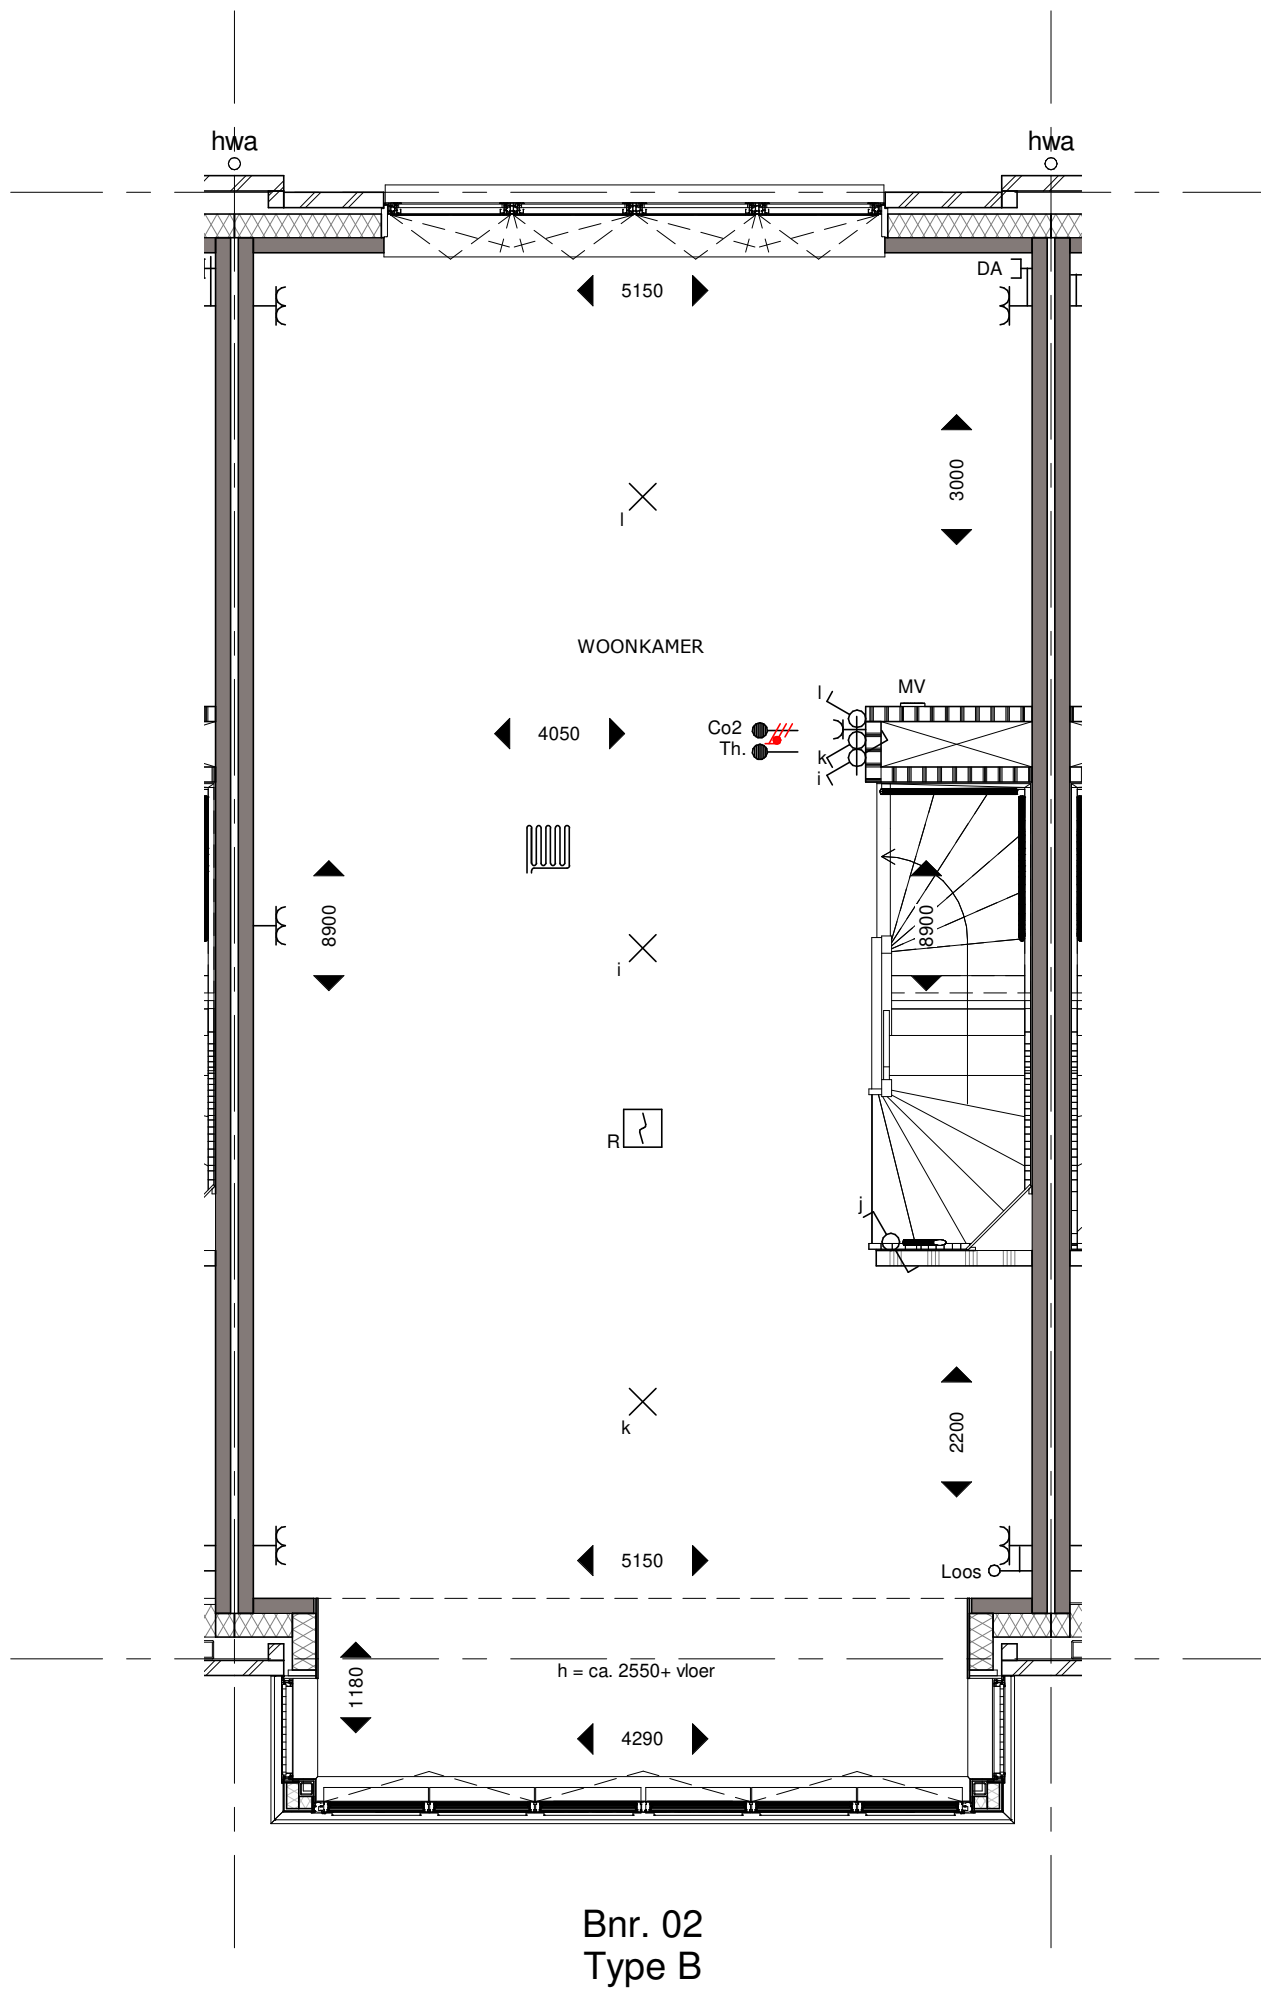 hwa hwa
DA
5150
3000
l
WOONKAMER
l MV
Co2
Th.
4050
k
i
8900 8900
i
R
j
k
2200
5150
Loos
1180
h = ca. 2550+ vloer
4290
Bnr. 02
Type B